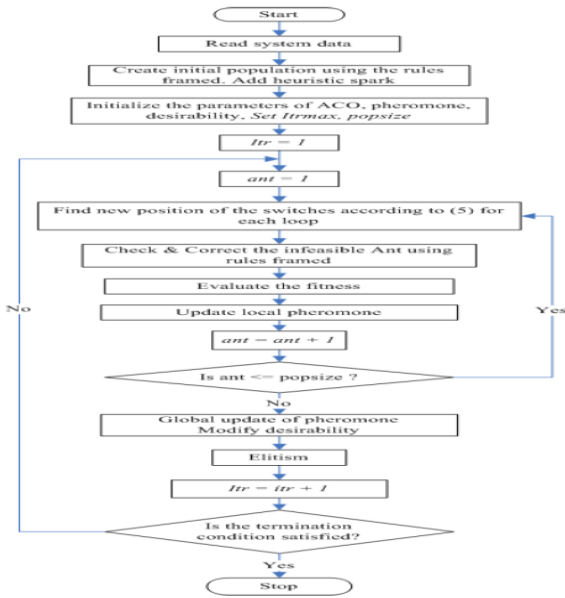 Start
Read system data
Create initial population using the rules
framed. Add heuristic spark
Initialize the parameters of ACO, pheromone,
desirability, Set Itrmax, popsize
Itr = 1
ant = 1
Find new position of the switches according to (5) for
each loop
Check & Correct the infeasible Ant using
rules framed
Evaluate the fitness
Update local pheromone
ant = ant + 1
Is ant <= popsize ?
Yes
No
Global update of pheromone
Modify desirability
Elitism
Itr = itr + 1
Is the termination
condition satisfied?
No
Yes
Stop